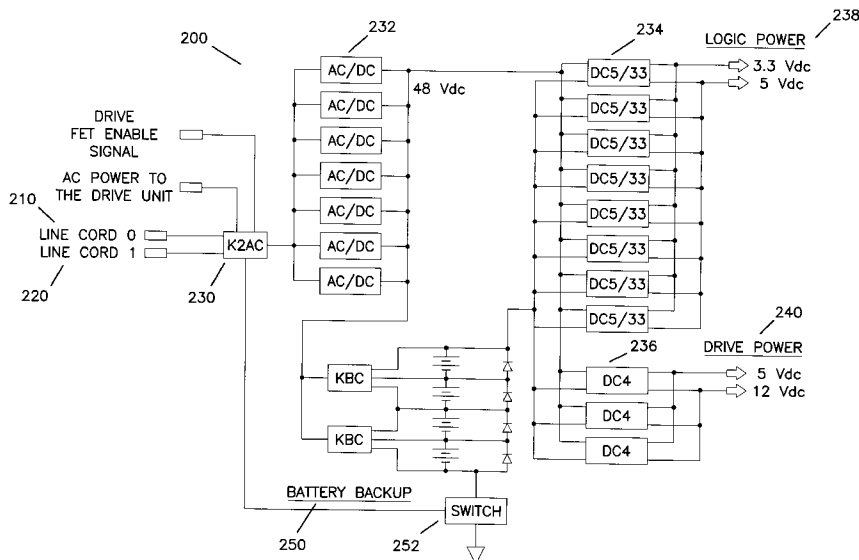 200
232
234
LOGIC POWER
238
AC/DC
AC/DC
AC/DC
AC/DC
AC/DC
AC/DC
AC/DC
48 Vdc
DC5/33
DC5/33
DC5/33
DC5/33
DC5/33
DC5/33
DC5/33
DC5/33
3.3 Vdc
5 Vdc
DRIVE
FET ENABLE
SIGNAL
AC POWER TO
THE DRIVE UNIT
210
LINE CORD 0
LINE CORD 1
220
K2AC
230
240
DRIVE POWER
236
5 Vdc
12 Vdc
DC4
DC4
DC4
KBC
KBC
BATTERY BACKUP
250
252
SWITCH